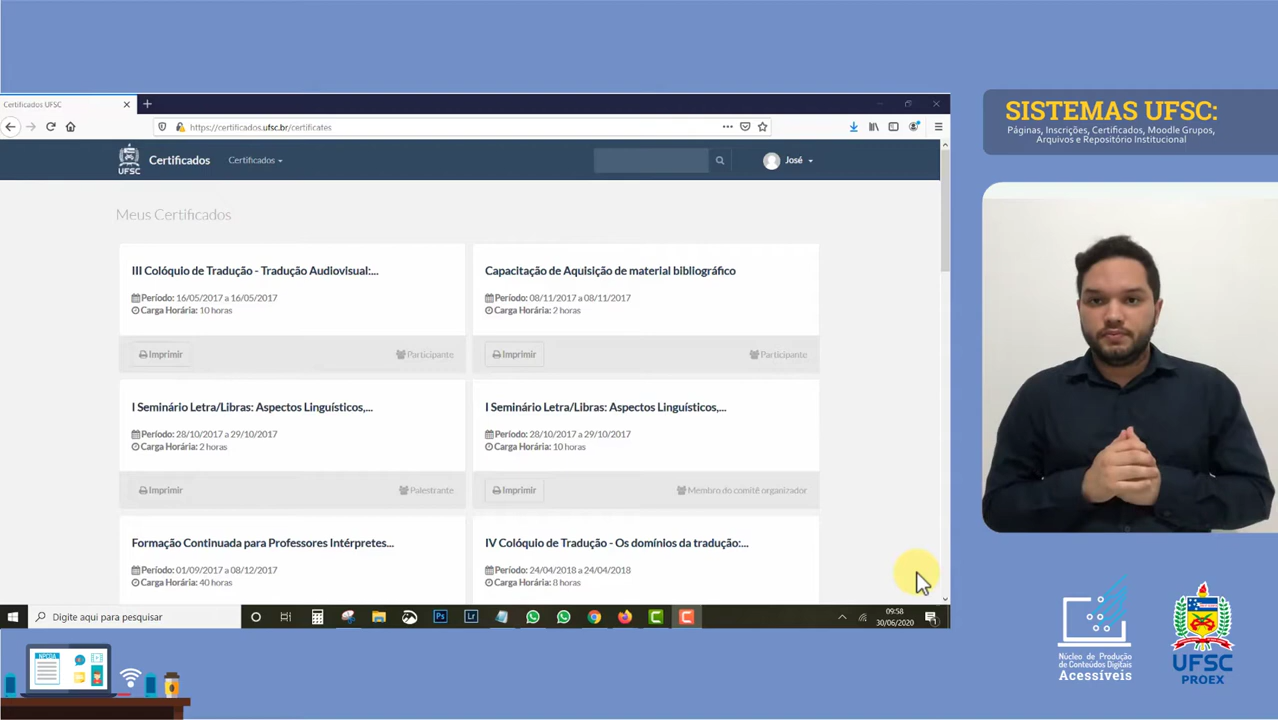 Certificados UFSC
https://certificados.ufsc.br/certificates
UFSC
Certificados
Certificados
José
Meus Certificados
III Colóquio de Tradução - Tradução Audiovisual:...
Período: 16/05/2017 a 16/05/2017
Carga Horária: 10 horas
Imprimir
Participante
Capacitação de Aquisição de material bibliográfico
Período: 08/11/2017 a 08/11/2017
Carga Horária: 2 horas
Imprimir
Participante
I Seminário Letra/Libras: Aspectos Linguísticos,...
Período: 28/10/2017 a 29/10/2017
Carga Horária: 2 horas
Imprimir
Palestrante
I Seminário Letra/Libras: Aspectos Linguísticos,...
Período: 28/10/2017 a 29/10/2017
Carga Horária: 10 horas
Imprimir
Membro do comitê organizador
Formação Continuada para Professores Intérpretes...
Período: 01/09/2017 a 08/12/2017
Carga Horária: 40 horas
IV Colóquio de Tradução - Os domínios da tradução:...
Período: 24/04/2018 a 24/04/2018
Carga Horária: 8 horas
Digite aqui para pesquisar
Ps
Lr
09:58
30/06/2020
SISTEMAS UFSC:
Páginas, Inscrições, Certificados, Moodle Grupos,
Arquivos e Repositório Institucional
Núcleo de Produção
de Conteúdos Digitais
Acessíveis
UFSC
PROEX
NPCDA